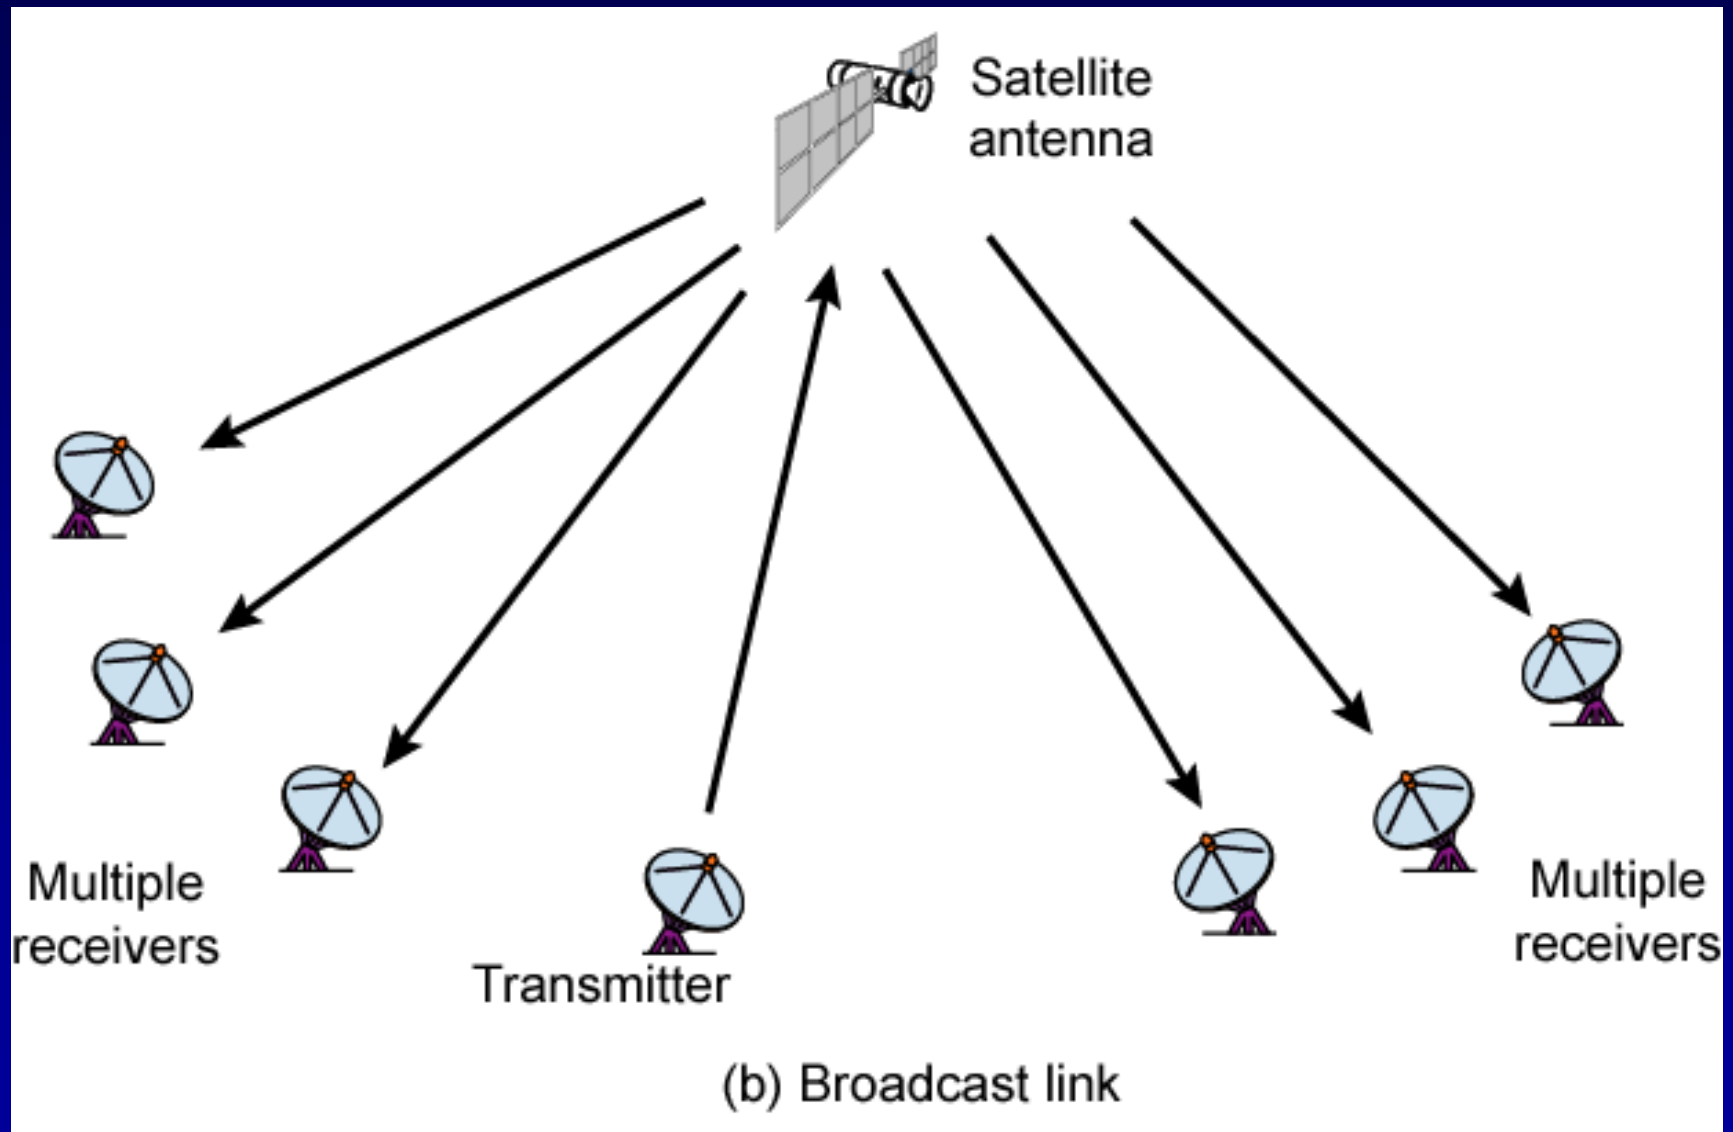 Satellite
antenna
Multiple
receivers
Transmitter
Multiple
receivers
(b) Broadcast link